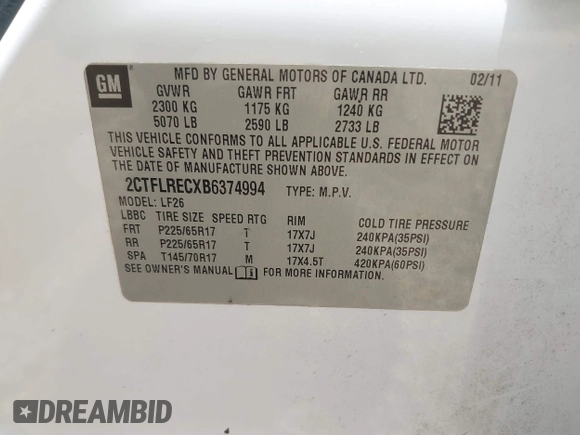 GM
MFD BY GENERAL MOTORS OF CANADA LTD. 02/11
GVWR GAWR FRT GAWR RR
2300 KG 1175 KG 1240 KG
5070 LB 2590 LB 2733 LB
THIS VEHICLE CONFORMS TO ALL APPLICABLE U.S. FEDERAL MOTOR
VEHICLE SAFETY AND THEFT PREVENTION STANDARDS IN EFFECT ON
THE DATE OF MANUFACTURE SHOWN ABOVE.
2CTFLRECXB6374994 TYPE: M.P.V.
MODEL: LF26
LBBC TIRE SIZE SPEED RTG RIM COLD TIRE PRESSURE
FRT P225/65R17 T 17X7J 240KPA(35PSI)
RR P225/65R17 T 17X7J 240KPA(35PSI)
SPA T145/70R17 M 17X4.5T 420KPA(60PSI)
SEE OWNER'S MANUAL FOR MORE INFORMATION.
DREAMBID